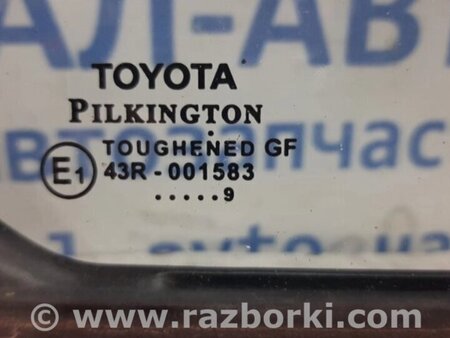 TOYOTA
PILKINGTON
TOUGHENED GF
E1 43R-001583
.....9
© www.razborki.com